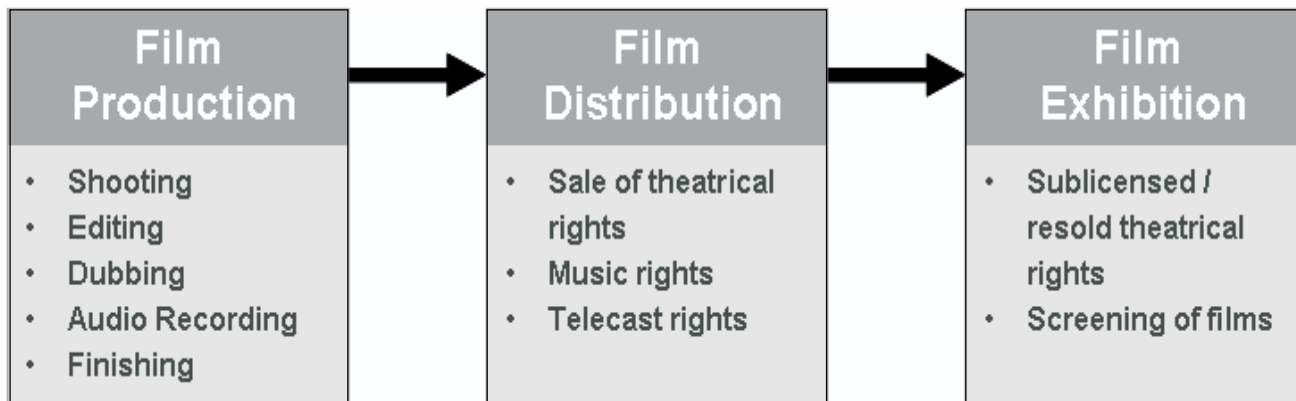 Film
Production
• Shooting
• Editing
• Dubbing
• Audio Recording
• Finishing
Film
Distribution
• Sale of theatrical
rights
• Music rights
• Telecast rights
Film
Exhibition
• Sublicensed /
resold theatrical
rights
• Screening of films